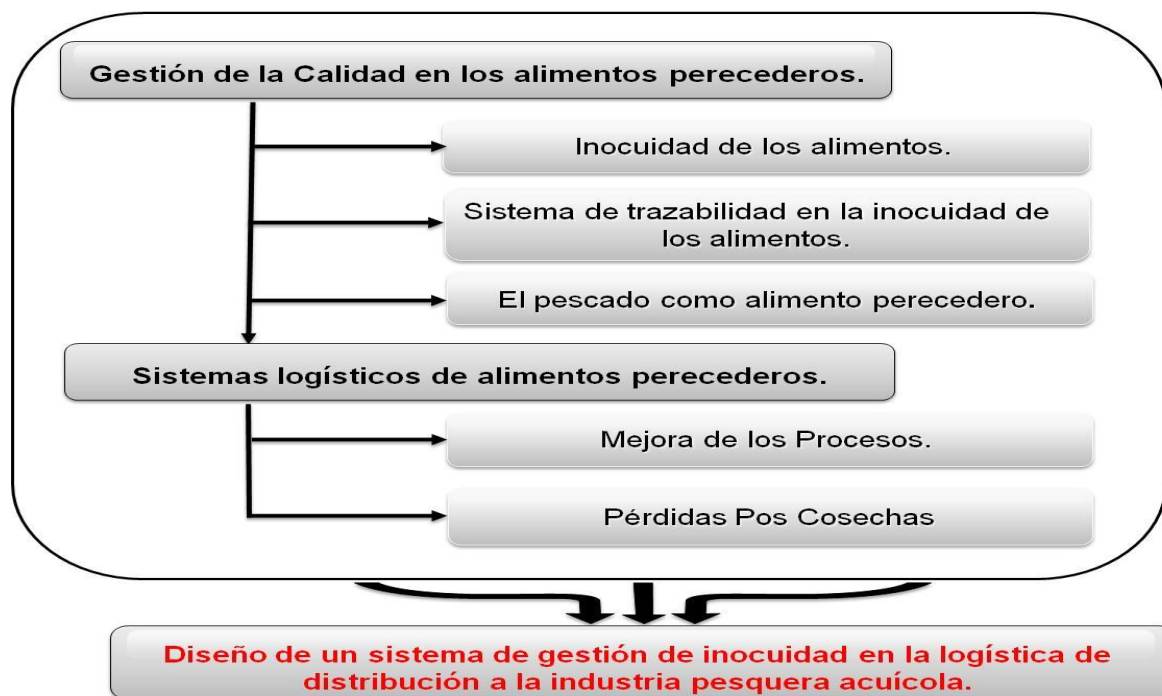 Gestión de la Calidad en los alimentos perecederos.
Inocuidad de los alimentos.
Sistema de trazabilidad en la inocuidad de
los alimentos.
El pescado como alimento perecedero.
Sistemas logísticos de alimentos perecederos.
Mejora de los Procesos.
Pérdidas Pos Cosechas
Diseño de un sistema de gestión de inocuidad en la logística de
distribución a la industria pesquera acuícola.